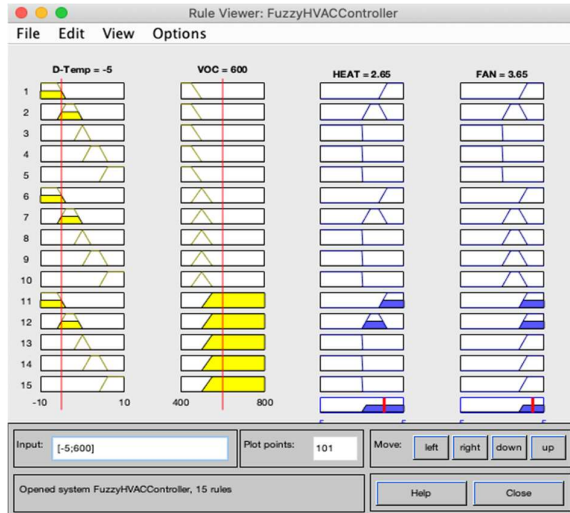 Rule Viewer: FuzzyHVACController
File Edit View Options
D-Temp = -5 VOC = 600 HEAT = 2.65 FAN = 3.65
1
2
3
4
5
6
7
8
9
10
11
12
13
14
15
-10 10 400 800
Input: [-5;600] Plot points: 101 Move: left right down up
Opened system FuzzyHVACController, 15 rules Help Close